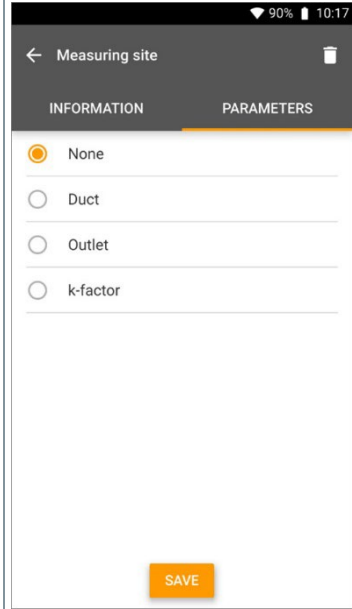 90% 10:17
Measuring site
INFORMATION PARAMETERS
None
Duct
Outlet
k-factor
SAVE